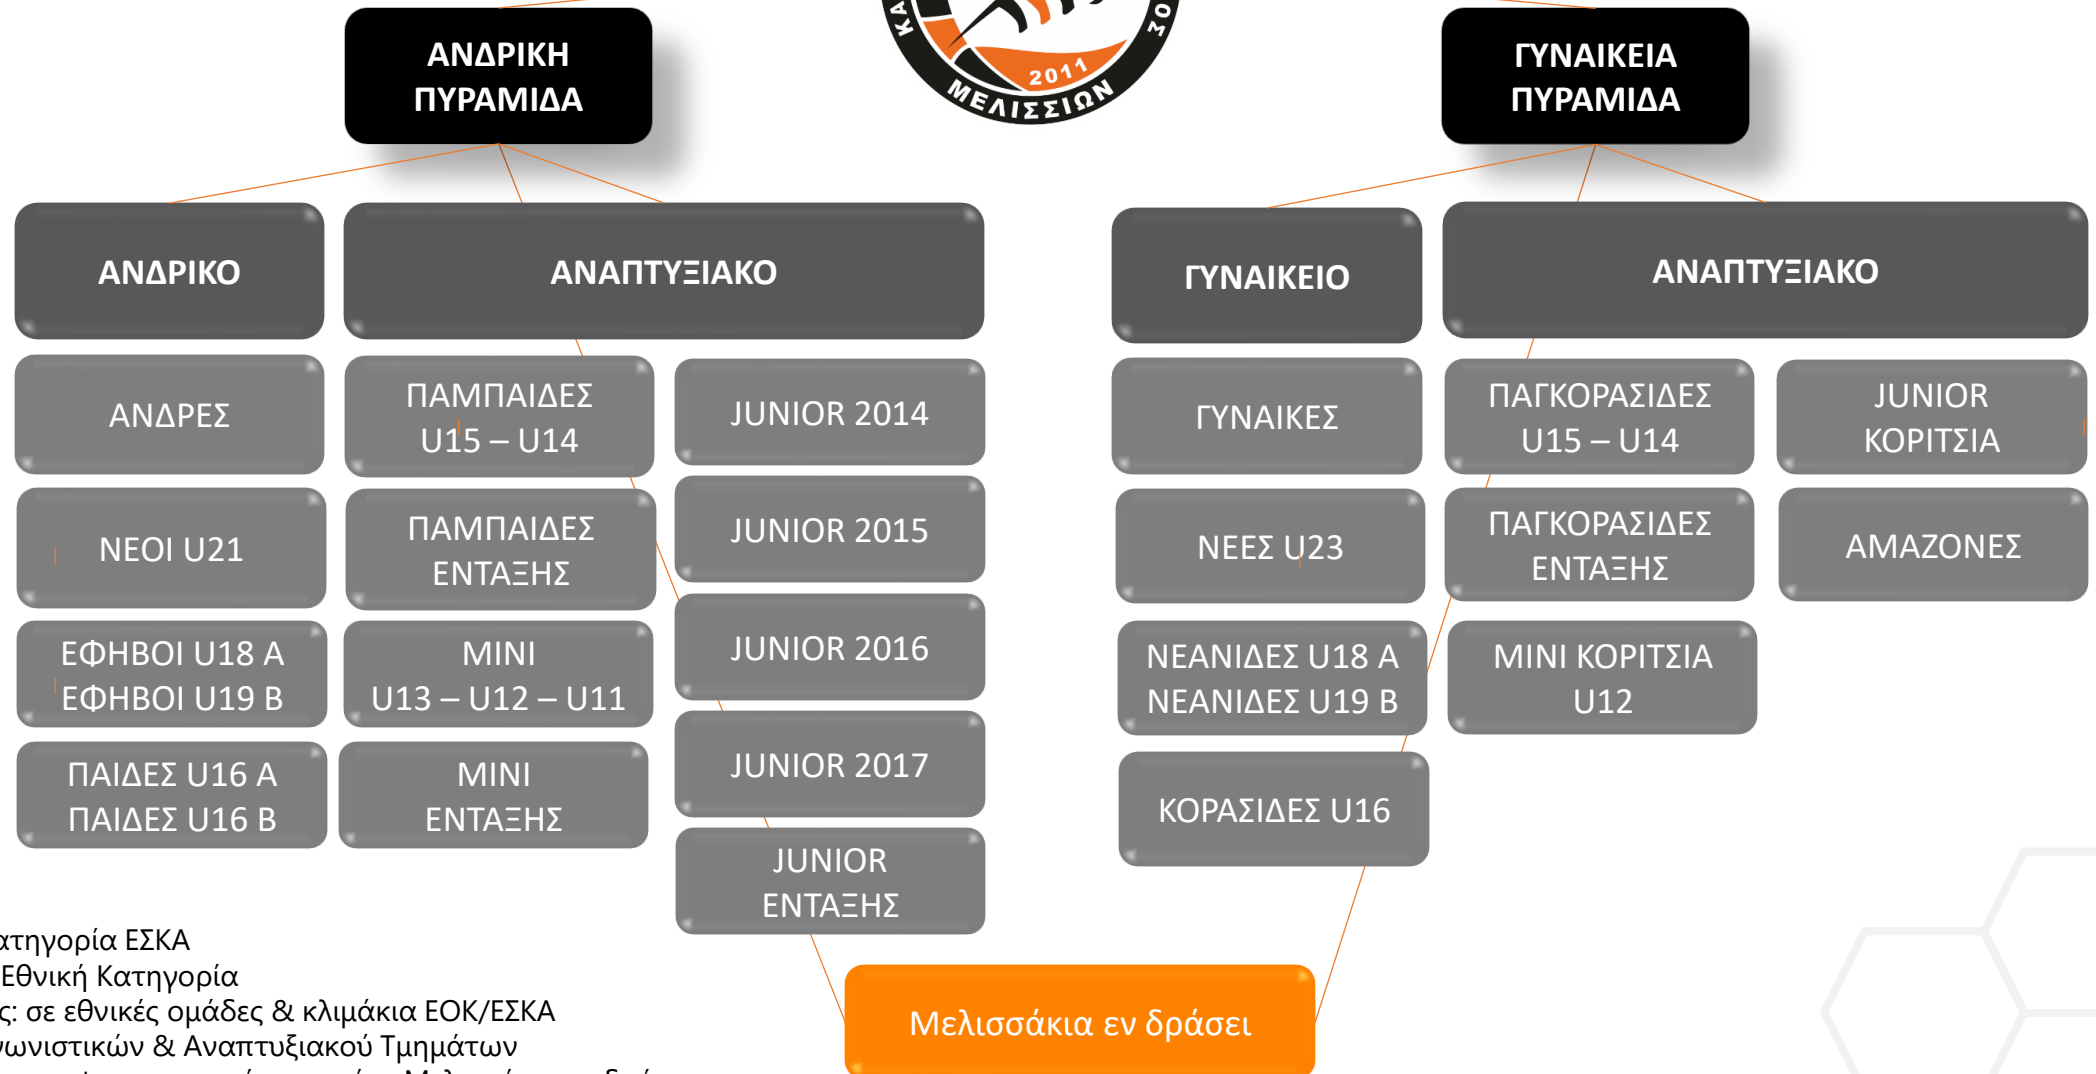 2011
ΜΕΛΙΣΣΙΩΝ
ΑΝΔΡΙΚΗ
ΠΥΡΑΜΙΔΑ
ΑΝΔΡΙΚΟ
ΑΝΑΠΤΥΞΙΑΚΟ
ΑΝΔΡΕΣ
ΝΕΟΙ U21
ΕΦΗΒΟΙ U18 Α
ΕΦΗΒΟΙ U19 Β
ΠΑΙΔΕΣ U16 Α
ΠΑΙΔΕΣ U16 Β
ΠΑΜΠΑΙΔΕΣ
U15 – U14
ΠΑΜΠΑΙΔΕΣ
ΕΝΤΑΞΗΣ
MINI
U13 – U12 – U11
MINI
ΕΝΤΑΞΗΣ
JUNIOR 2014
JUNIOR 2015
JUNIOR 2016
JUNIOR 2017
JUNIOR
ΕΝΤΑΞΗΣ
ΓΥΝΑΙΚΕΙΑ
ΠΥΡΑΜΙΔΑ
ΓΥΝΑΙΚΕΙΟ
ΑΝΑΠΤΥΞΙΑΚΟ
ΓΥΝΑΙΚΕΣ
ΝΕΕΣ U23
ΝΕΑΝΙΔΕΣ U18 Α
ΝΕΑΝΙΔΕΣ U19 Β
ΚΟΡΑΣΙΔΕΣ U16
ΠΑΓΚΟΡΑΣΙΔΕΣ
U15 – U14
ΠΑΓΚΟΡΑΣΙΔΕΣ
ΕΝΤΑΞΗΣ
ΜΙΝΙ ΚΟΡΙΤΣΙΑ
U12
JUNIOR
ΚΟΡΙΤΣΙΑ
ΑΜΑΖΟΝΕΣ
Μελισσάκια εν δράσει
ατηγορία ΕΣΚΑ
Εθνική Κατηγορία
ς: σε εθνικές ομάδες & κλιμάκια ΕΟΚ/ΕΣΚΑ
νωνιστικών & Αναπτυξιακού Τμημάτων